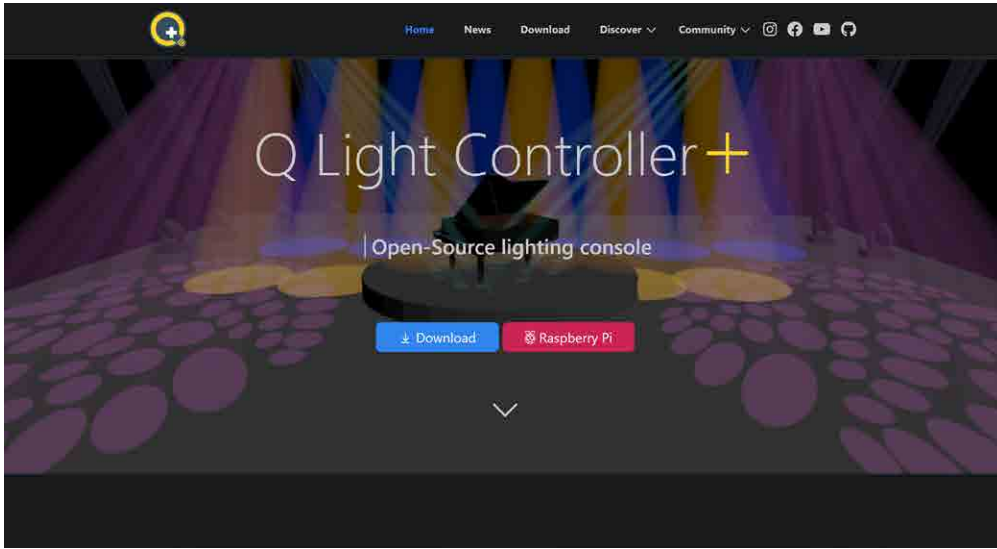 Home News Download Discover Community
Q Light Controller+
Open-Source lighting console
Download Raspberry Pi